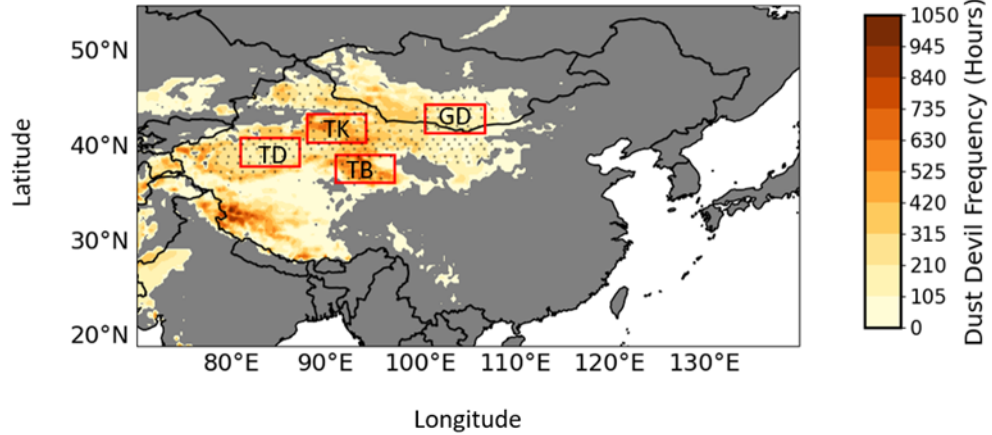 50°N
40°N
30°N
20°N
Latitude
80°E 90°E 100°E 110°E 120°E 130°E
Longitude
TK
GD
TD
TB
1050
945
840
735
630
525
420
315
210
105
0
Dust Devil Frequency (Hours)